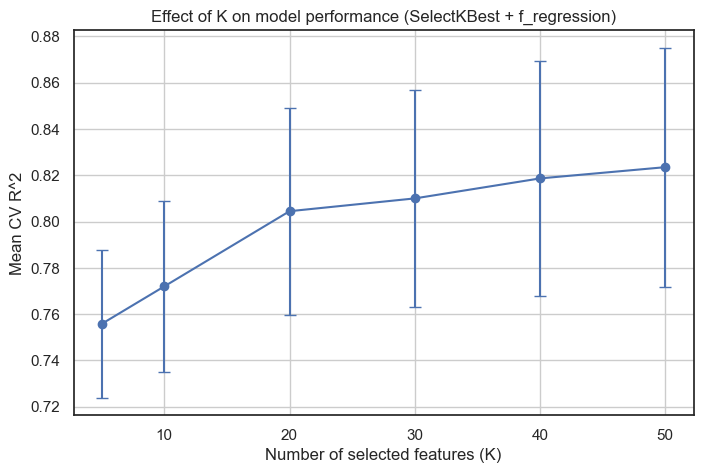 Effect of K on model performance (SelectKBest + f_regression)
0.88
0.86
0.84
0.82
0.80
0.78
0.76
0.74
0.72
Mean CV R^2
10 20 30 40 50
Number of selected features (K)